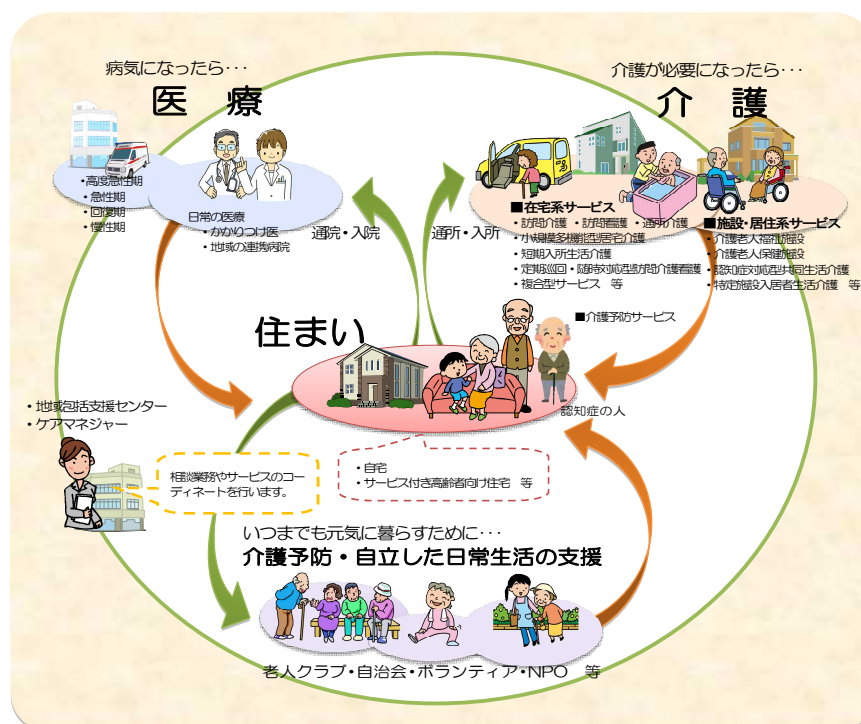 病気になったら･･･
医　療
・高度急性期
・急性期
・回復期
・慢性期
日常の医療
・かかりつけ医
・地域の連携病院
通院・入院
介護が必要になったら･･･
介　護
通所・入所
■在宅系サービス
・訪問介護 ・訪問看護 ・通所介護
・小規模多機能型居宅介護
・短期入所生活介護
・定期巡回・随時対応型訪問介護看護
・複合型サービス　等
■施設・居住系サービス
・介護老人福祉施設
・介護老人保健施設
・認知症対応型共同生活介護
・特定施設入居者生活介護　等
■介護予防サービス
住まい
認知症の人
・地域包括支援センター
・ケアマネジャー
相談業務やサービスのコー
ディネートを行います。
・自宅
・サービス付き高齢者向け住宅　等
いつまでも元気に暮らすために･･･
介護予防・自立した日常生活の支援
老人クラブ・自治会・ボランティア・NPO　等